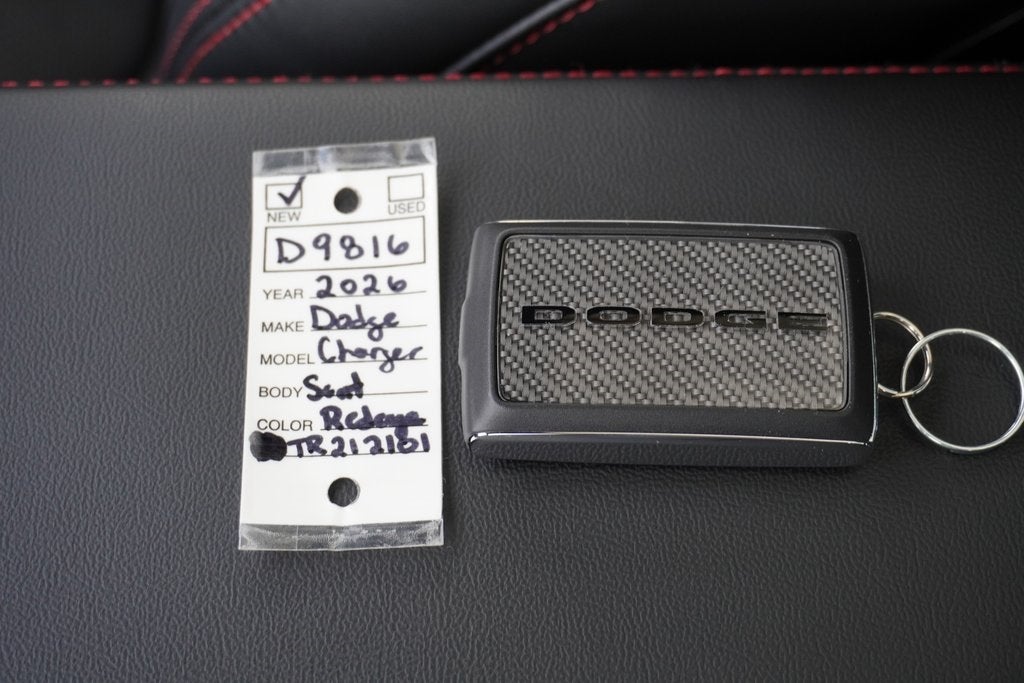 ✓
NEW USED
D9816
YEAR 2026
MAKE Dodge
MODEL Charger
BODY Scat
COLOR Redeye
TR212101
DODGE